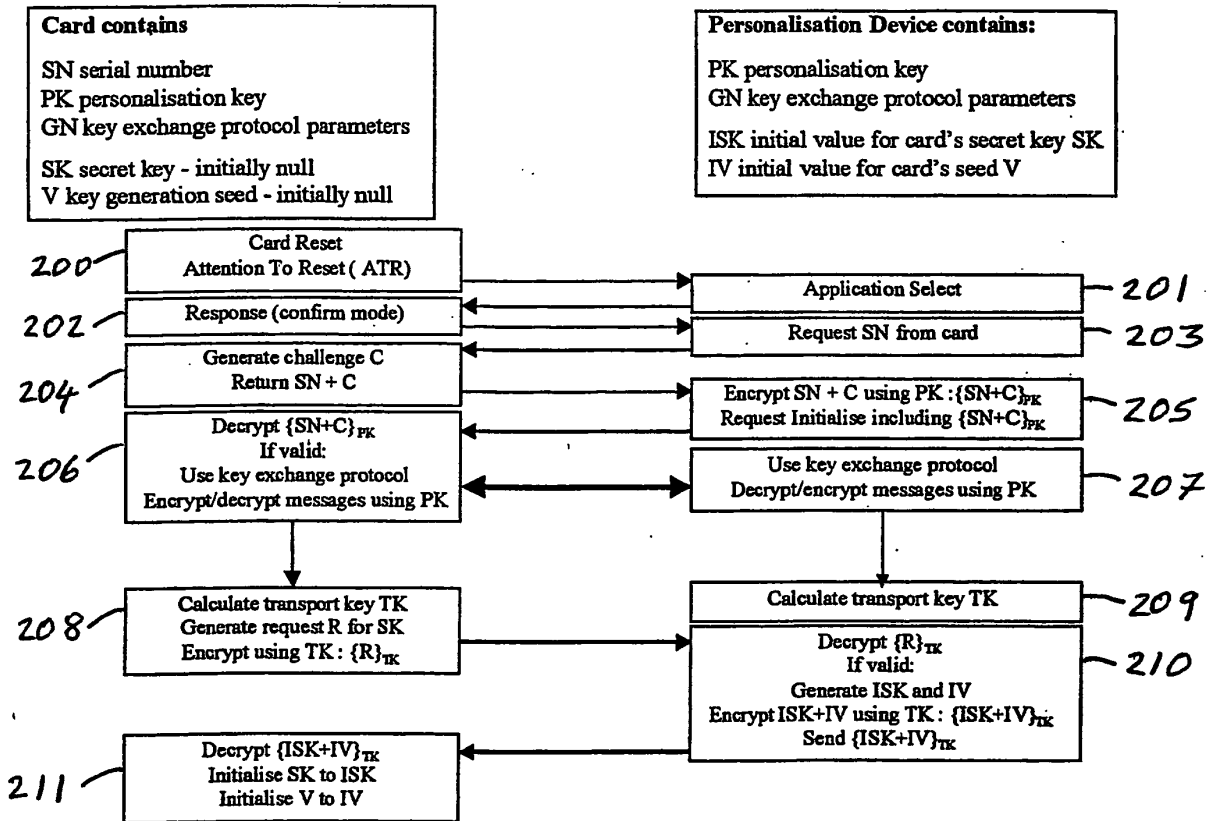 Card contains
SN serial number
PK personalisation key
GN key exchange protocol parameters
SK secret key - initially null
V key generation seed - initially null
Personalisation Device contains:
PK personalisation key
GN key exchange protocol parameters
ISK initial value for card's secret key SK
IV initial value for card's seed V
200
Card Reset
Attention To Reset ( ATR)
Application Select
201
202
Response (confirm mode)
Request SN from card
203
204
Generate challenge C
Return SN + C
Encrypt SN + C using PK :{SN+C}PK
Request Initialise including {SN+C}PK
205
206
Decrypt {SN+C}PK
If valid:
Use key exchange protocol
Encrypt/decrypt messages using PK
Use key exchange protocol
Decrypt/encrypt messages using PK
207
208
Calculate transport key TK
Generate request R for SK
Encrypt using TK : {R}TK
Calculate transport key TK
209
Decrypt {R}TK
If valid:
Generate ISK and IV
Encrypt ISK+IV using TK : {ISK+IV}TK
Send {ISK+IV}TK
210
211
Decrypt {ISK+IV}TK
Initialise SK to ISK
Initialise V to IV